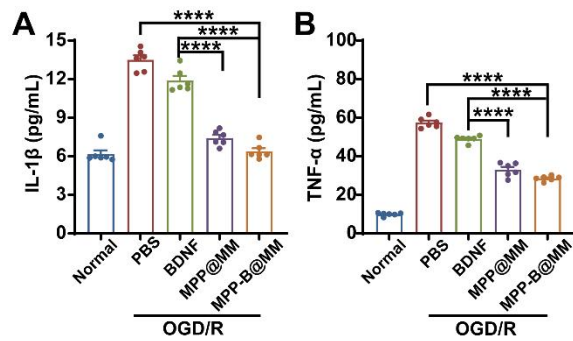 A
IL-1β (pg/mL)
15
12
9
6
3
0
****
****
****
Normal
PBS
BDNF
MPP@MM
MPP-B@MM
OGD/R
B
TNF-α (pg/mL)
100
80
60
40
20
0
****
****
****
Normal
PBS
BDNF
MPP@MM
MPP-B@MM
OGD/R